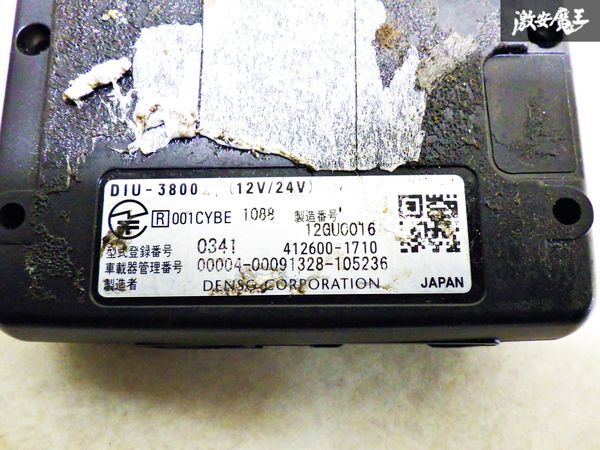 激安魔王
DIU-3800 (12V/24V)
R 001CYBE 1088 製造番号
12GU0016
型式登録番号 0341 412600-1710
車載器管理番号 00004-00091328-105236
製造者 DENSO CORPORATION JAPAN